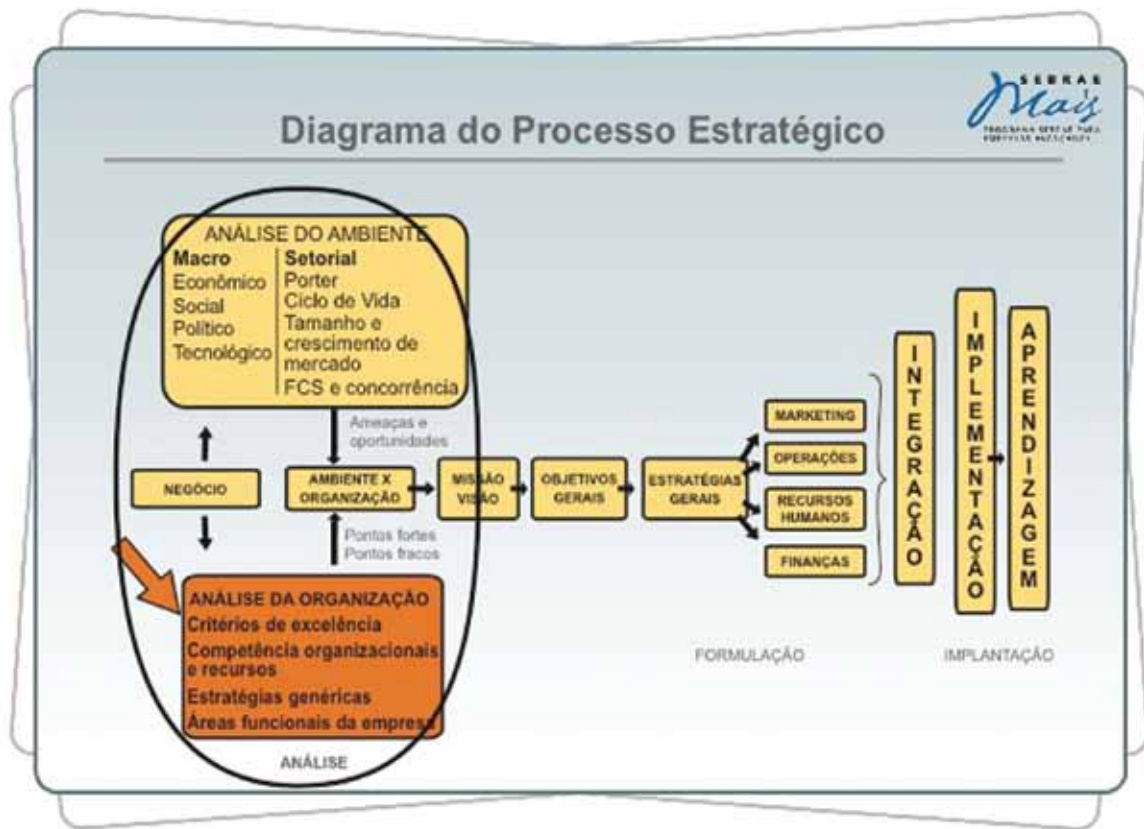 SEBRAE
Mais
Diagrama do Processo Estratégico
ANÁLISE DO AMBIENTE
Macro
Econômico
Social
Político
Tecnológico
Setorial
Porter
Ciclo de Vida
Tamanho e
crescimento de
mercado
FCS e concorrência
Ameaças e
oportunidades
NEGÓCIO
AMBIENTE X
ORGANIZAÇÃO
MISSÃO
VISÃO
OBJETIVOS
GERAIS
ESTRATÉGIAS
GERAIS
MARKETING
OPERAÇÕES
RECURSOS
HUMANOS
FINANÇAS
INTEGRAÇÃO
IMPLEMENTAÇÃO
APRENDIZAGEM
Pontos fortes
Pontos fracos
ANÁLISE DA ORGANIZAÇÃO
Critérios de excelência
Competência organizacionais
e recursos
Estratégias genéricas
Áreas funcionais da empresa
ANÁLISE
FORMULAÇÃO
IMPLANTAÇÃO